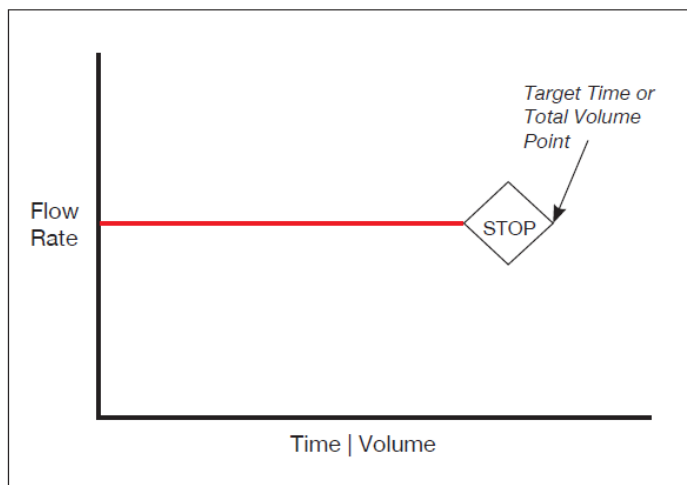 Target Time or
Total Volume
Point
Flow
Rate
STOP
Time | Volume